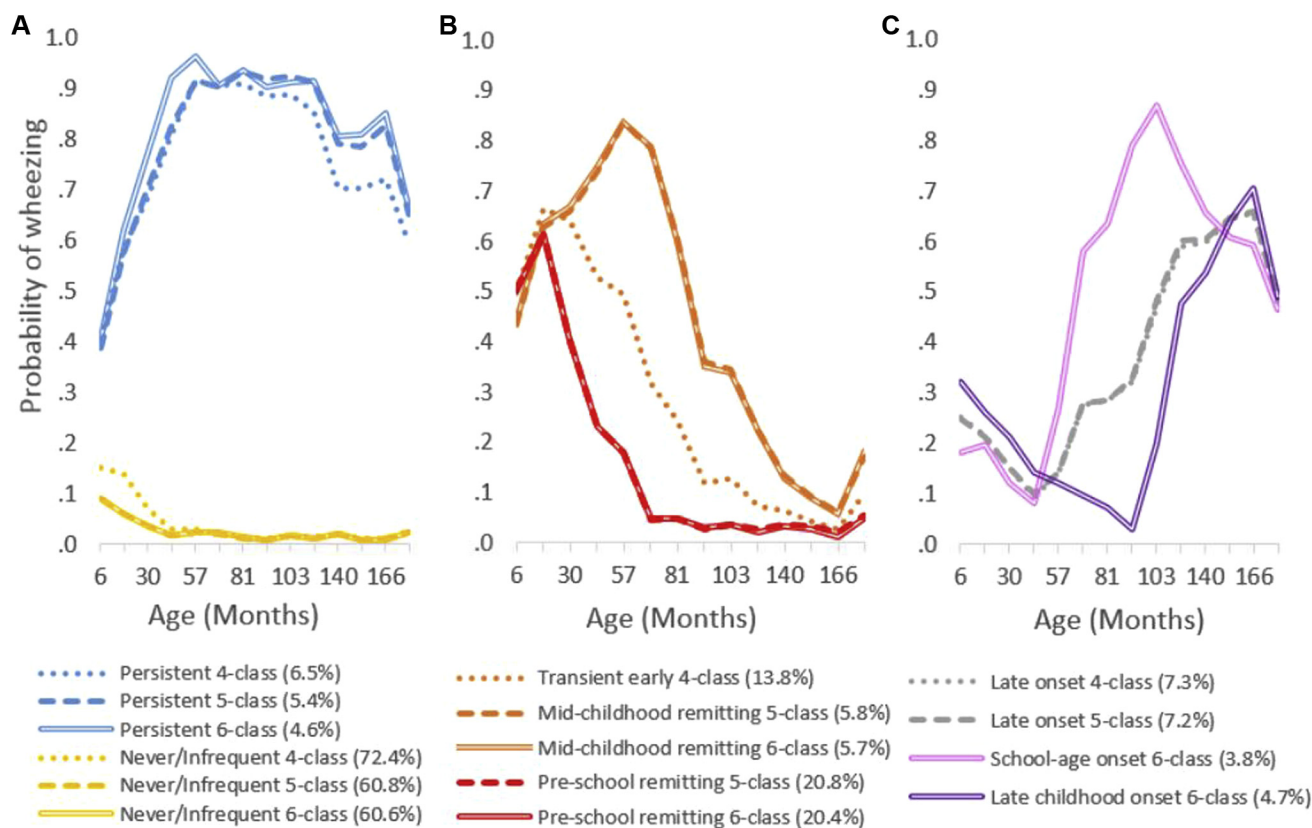 A
1.0
.9
.8
.7
.6
.5
.4
.3
.2
.1
.0
Probability of wheezing
6 30 57 81 103 140 166
Age (Months)
B
1.0
.9
.8
.7
.6
.5
.4
.3
.2
.1
.0
6 30 57 81 103 140 166
Age (Months)
C
1.0
.9
.8
.7
.6
.5
.4
.3
.2
.1
.0
6 30 57 81 103 140 166
Age (Months)
Persistent 4-class (6.5%)
Persistent 5-class (5.4%)
Persistent 6-class (4.6%)
Never/Infrequent 4-class (72.4%)
Never/Infrequent 5-class (60.8%)
Never/Infrequent 6-class (60.6%)
Transient early 4-class (13.8%)
Mid-childhood remitting 5-class (5.8%)
Mid-childhood remitting 6-class (5.7%)
Pre-school remitting 5-class (20.8%)
Pre-school remitting 6-class (20.4%)
Late onset 4-class (7.3%)
Late onset 5-class (7.2%)
School-age onset 6-class (3.8%)
Late childhood onset 6-class (4.7%)